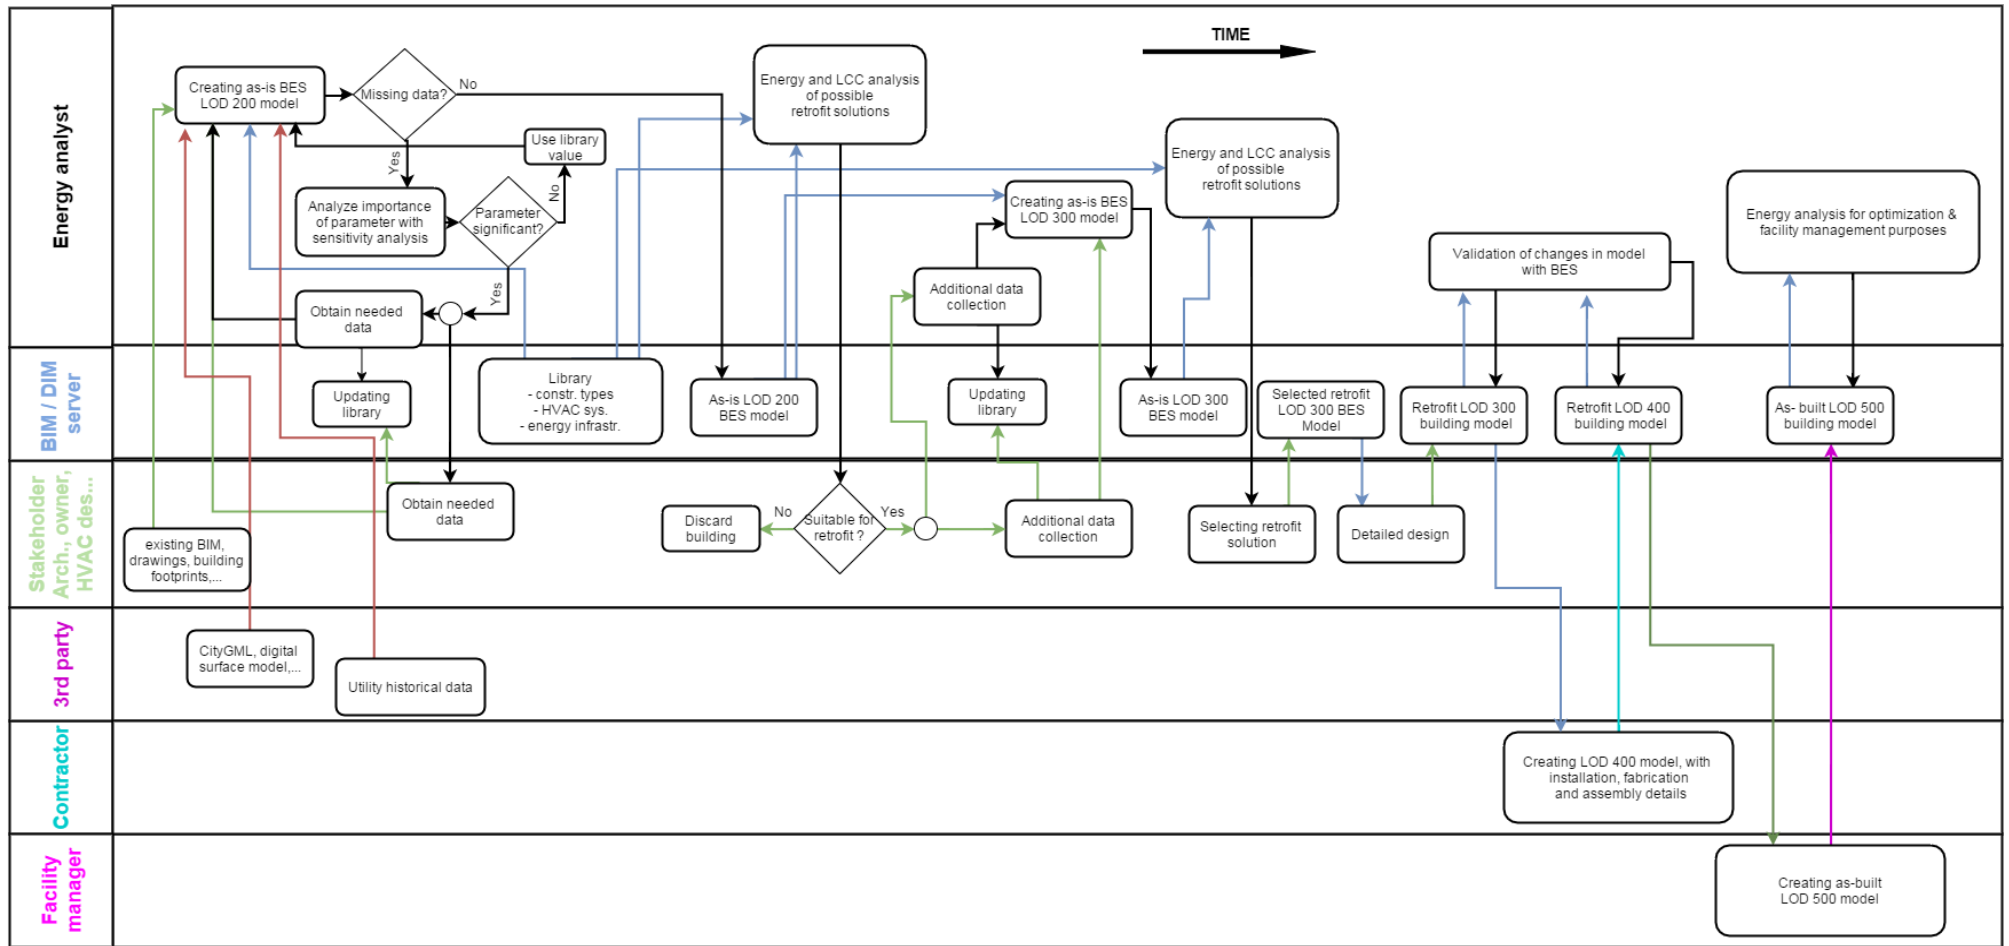 TIME
Energy analyst
Creating as-is BES
LOD 200 model
Missing data?
No
Yes
Use library
value
Analyze importance
of parameter with
sensitivity analysis
Parameter
significant?
No
Yes
Obtain needed
data
Energy and LCC analysis
of possible
retrofit solutions
Energy and LCC analysis
of possible
retrofit solutions
Creating as-is BES
LOD 300 model
Additional data
collection
Validation of changes in model
with BES
Energy analysis for optimization &
facility management purposes
BIM / DIM
server
Updating
library
Library
- constr. types
- HVAC sys.
- energy infrastr.
As-is LOD 200
BES model
Updating
library
As-is LOD 300
BES model
Selected retrofit
LOD 300 BES
Model
Retrofit LOD 300
building model
Retrofit LOD 400
building model
As- built LOD 500
building model
Stakeholder
Arch., owner,
HVAC des...
existing BIM,
drawings, building
footprints,...
Obtain needed
data
Discard
building
No
Suitable for
retrofit ?
Yes
Additional data
collection
Selecting retrofit
solution
Detailed design
3rd party
CityGML, digital
surface model,...
Utility historical data
Contractor
Creating LOD 400 model, with
installation, fabrication
and assembly details
Facility
manager
Creating as-built
LOD 500 model